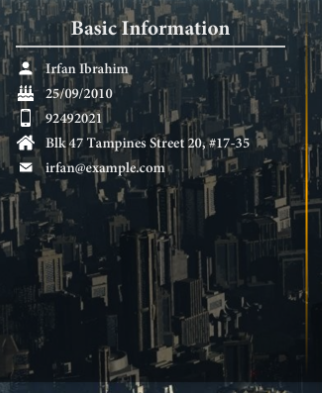 Basic Information
Irfan Ibrahim
25/09/2010
92492021
Blk 47 Tampines Street 20, #17-35
irfan@example.com